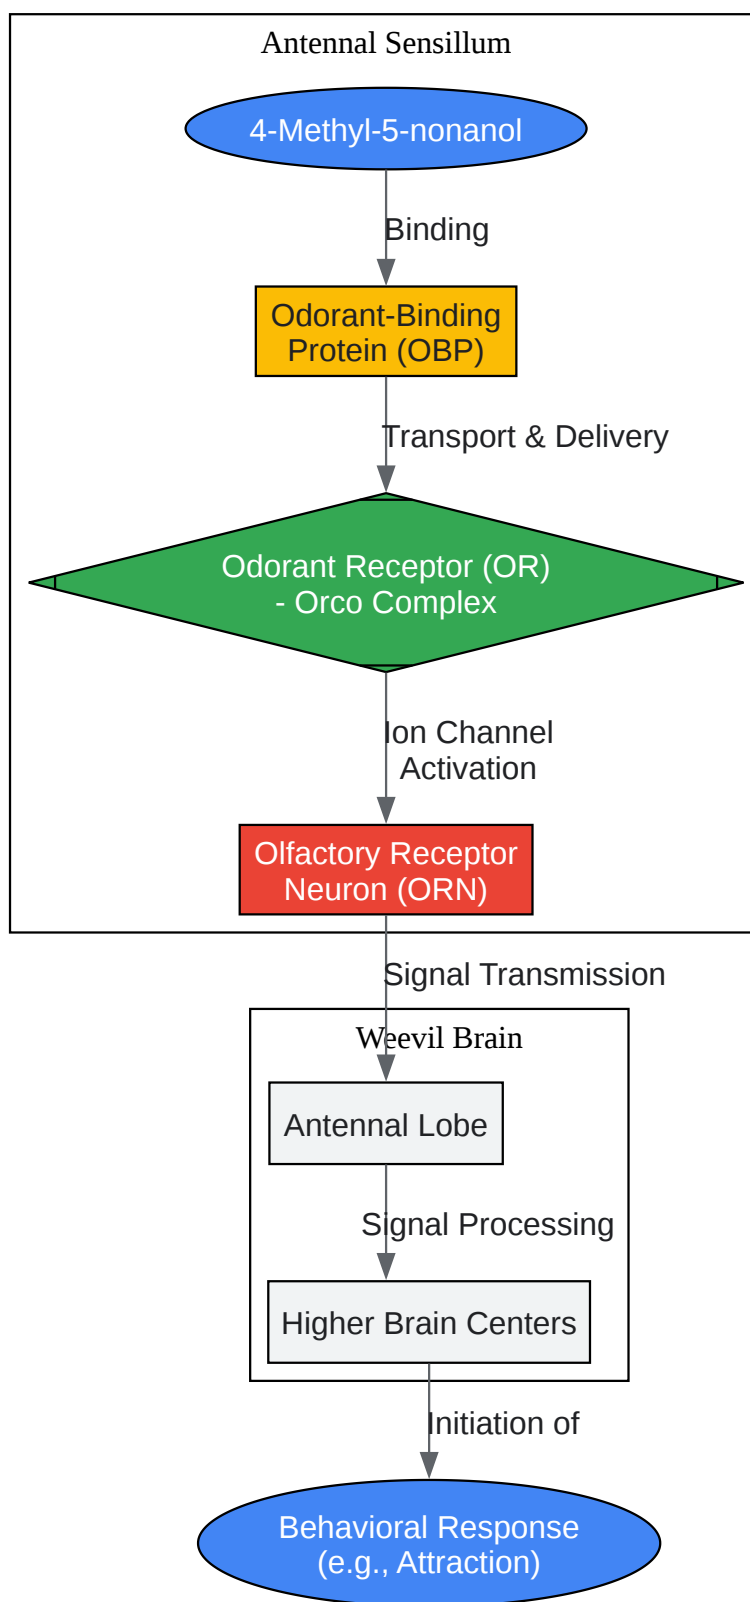 Antennal Sensillum
4-Methyl-5-nonanol
Binding
Odorant-Binding
Protein (OBP)
Transport & Delivery
Odorant Receptor (OR)
- Orco Complex
Ion Channel
Activation
Olfactory Receptor
Neuron (ORN)
Signal Transmission
Weevil Brain
Antennal Lobe
Signal Processing
Higher Brain Centers
Initiation of
Behavioral Response
(e.g., Attraction)